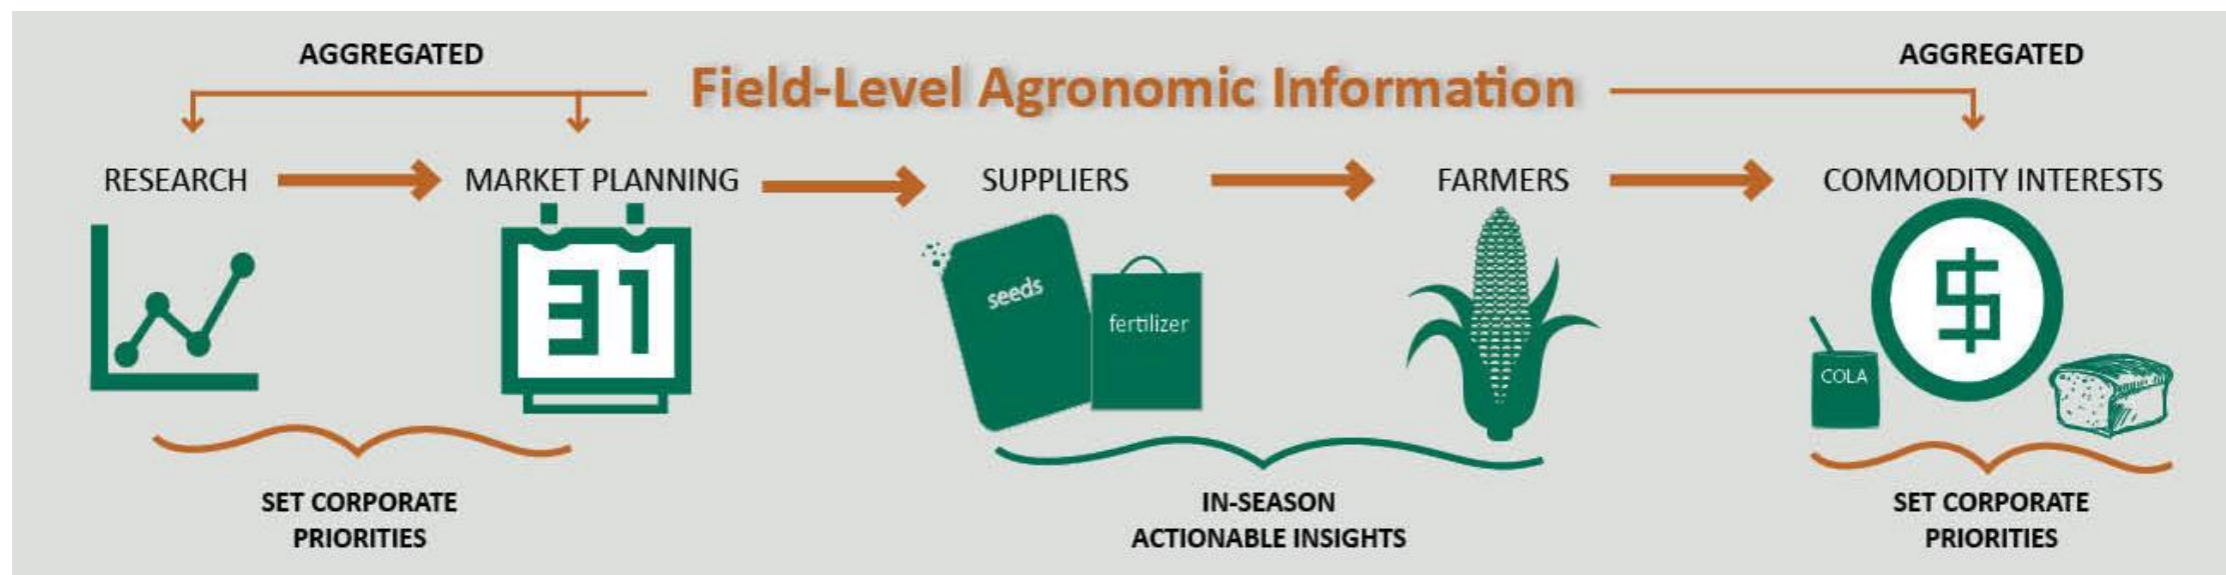 AGGREGATED
Field-Level Agronomic Information
AGGREGATED
RESEARCH
MARKET PLANNING
SUPPLIERS
FARMERS
COMMODITY INTERESTS
31
seeds
fertilizer
$
COLA
SET CORPORATE
PRIORITIES
IN-SEASON
ACTIONABLE INSIGHTS
SET CORPORATE
PRIORITIES